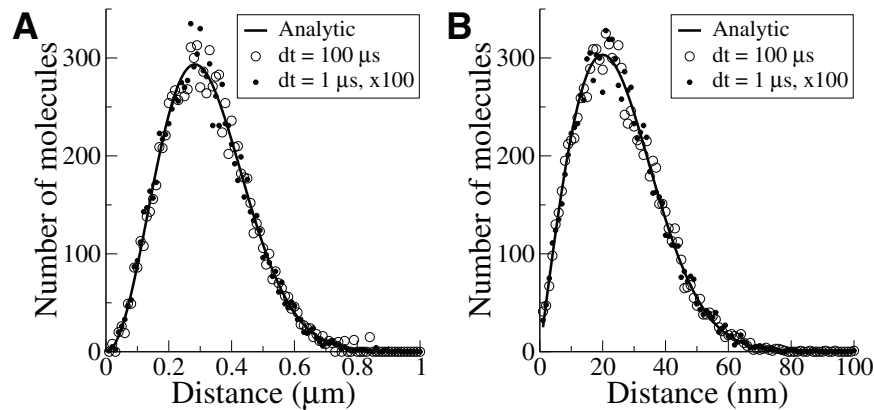 A
Analytic
dt = 100 μs
dt = 1 μs, x100
Number of molecules
300
200
100
0
0 0.2 0.4 0.6 0.8 1
Distance (μm)
B
Analytic
dt = 100 μs
dt = 1 μs, x100
Number of molecules
300
200
100
0
0 20 40 60 80 100
Distance (nm)